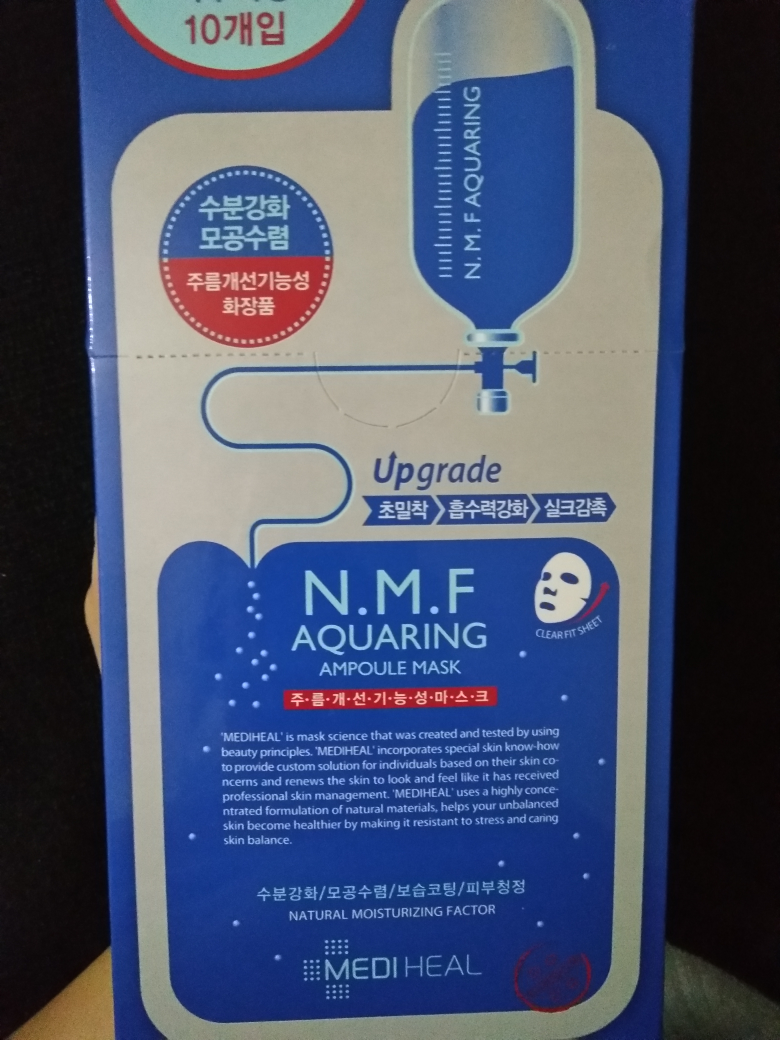 10개입
N.M.F AQUARING
수분강화
모공수렴
주름개선기능성
화장품
Upgrade
초밀착 흡수력강화 실크감촉
N.M.F
AQUARING
AMPOULE MASK
CLEAR FIT SHEET
주·름·개·선·기·능·성·마·스·크
'MEDIHEAL' is mask science that was created and tested by using
beauty principles. 'MEDIHEAL' incorporates special skin know-how
to provide custom solution for individuals based on their skin co-
ncerns and renews the skin to look and feel like it has received
professional skin management. 'MEDIHEAL' uses a highly conce-
ntrated formulation of natural materials, helps your unbalanced
skin become healthier by making it resistant to stress and caring
skin balance.
수분강화/모공수렴/보습코팅/피부청정
NATURAL MOISTURIZING FACTOR
MEDIHEAL